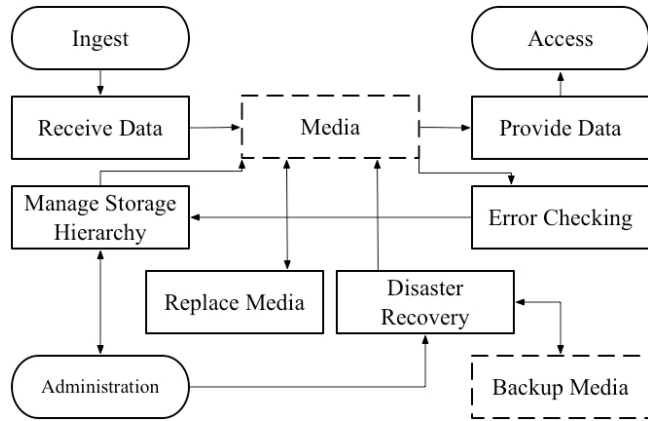 Ingest
Access
Receive Data
Media
Provide Data
Manage Storage
Hierarchy
Error Checking
Replace Media
Disaster
Recovery
Administration
Backup Media